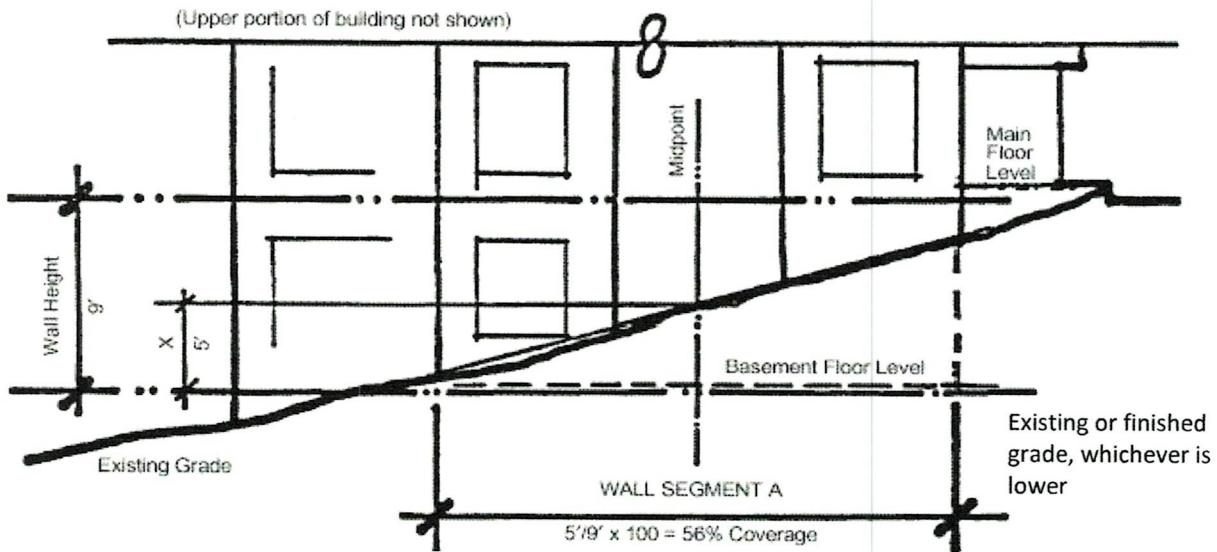 (Upper portion of building not shown)
8
Midpoint
Main
Floor
Level
Wall Height
9'
X
5'
Basement Floor Level
Existing Grade
Existing or finished
grade, whichever is
lower
WALL SEGMENT A
5'/9' x 100 = 56% Coverage